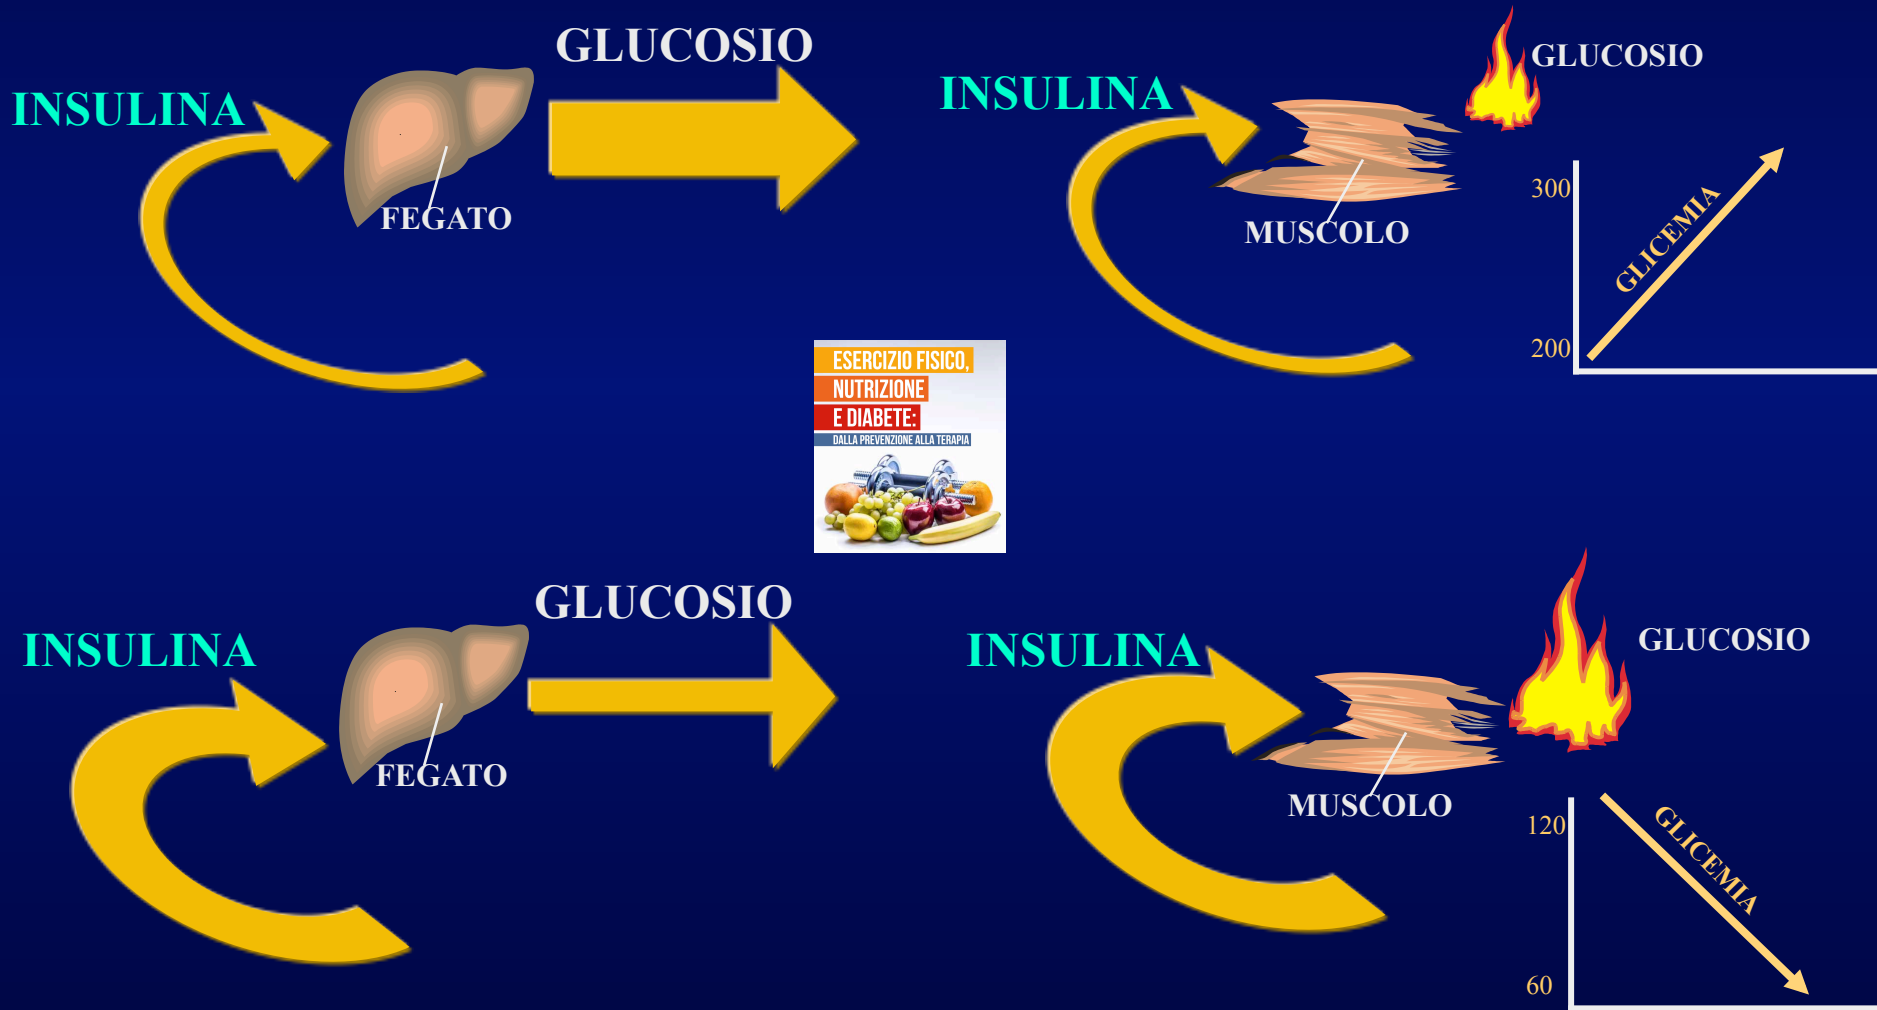 GLUCOSIO
INSULINA
FEGATO
INSULINA
GLUCOSIO
MUSCOLO
300
200
GLICEMIA
ESERCIZIO FISICO,
NUTRIZIONE
E DIABETE:
DALLA PREVENZIONE ALLA TERAPIA
GLUCOSIO
INSULINA
FEGATO
INSULINA
GLUCOSIO
MUSCOLO
120
60
GLICEMIA